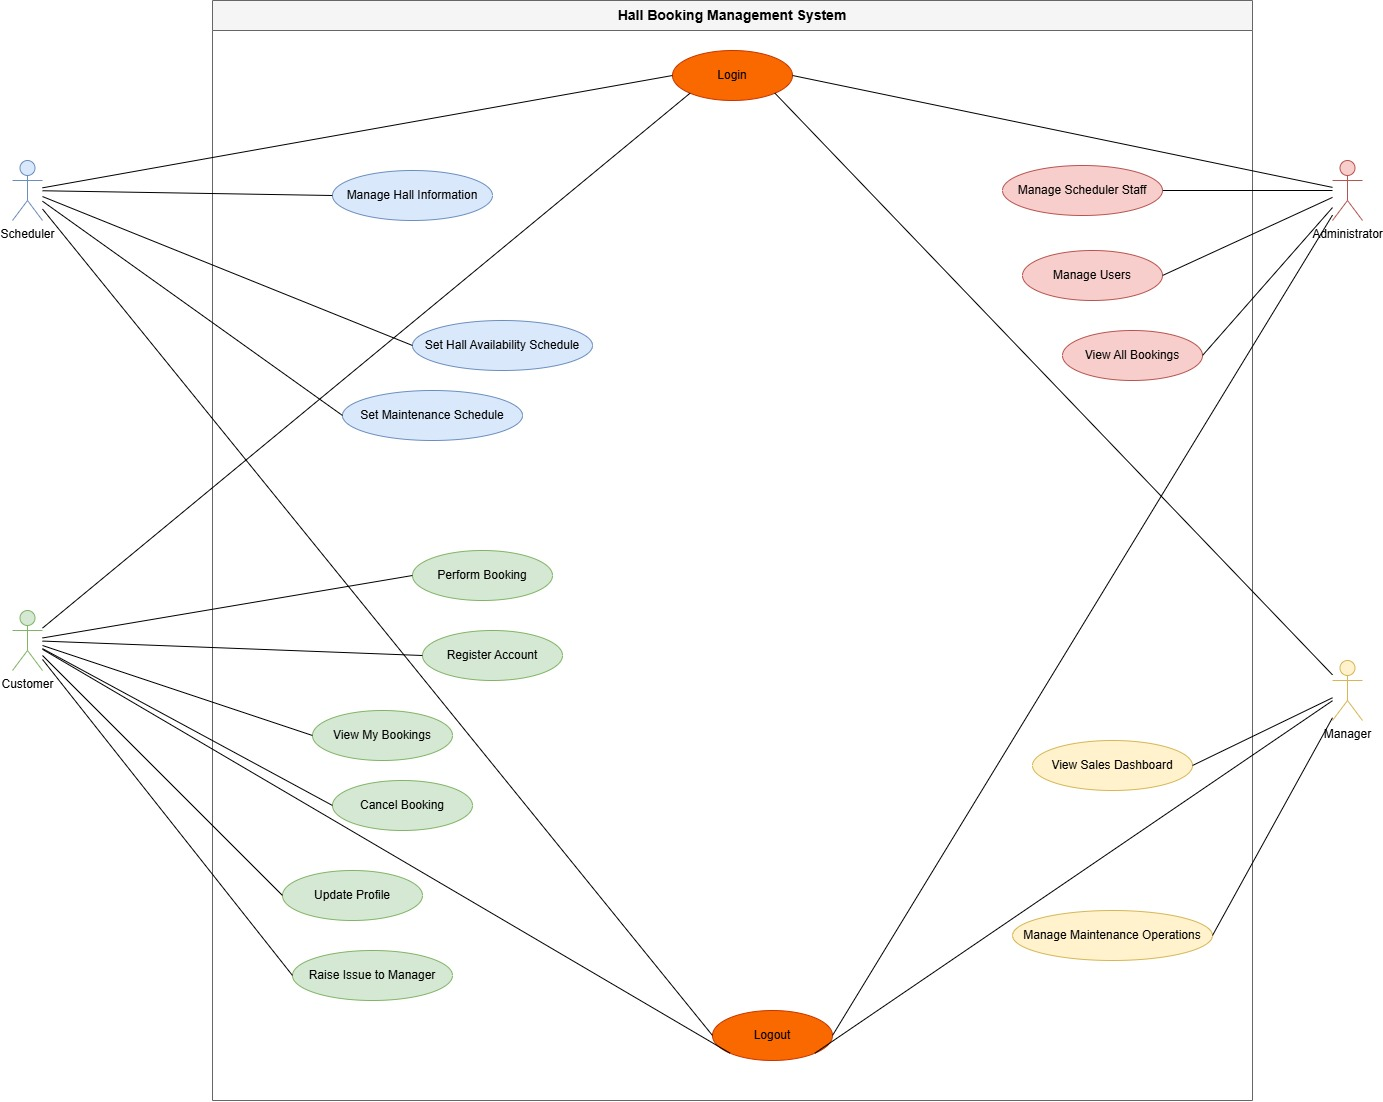 Hall Booking Management System
Login
Manage Hall Information
Manage Scheduler Staff
Scheduler
Administrator
Manage Users
Set Hall Availability Schedule
View All Bookings
Set Maintenance Schedule
Perform Booking
Register Account
Customer
View My Bookings
Manager
View Sales Dashboard
Cancel Booking
Update Profile
Manage Maintenance Operations
Raise Issue to Manager
Logout